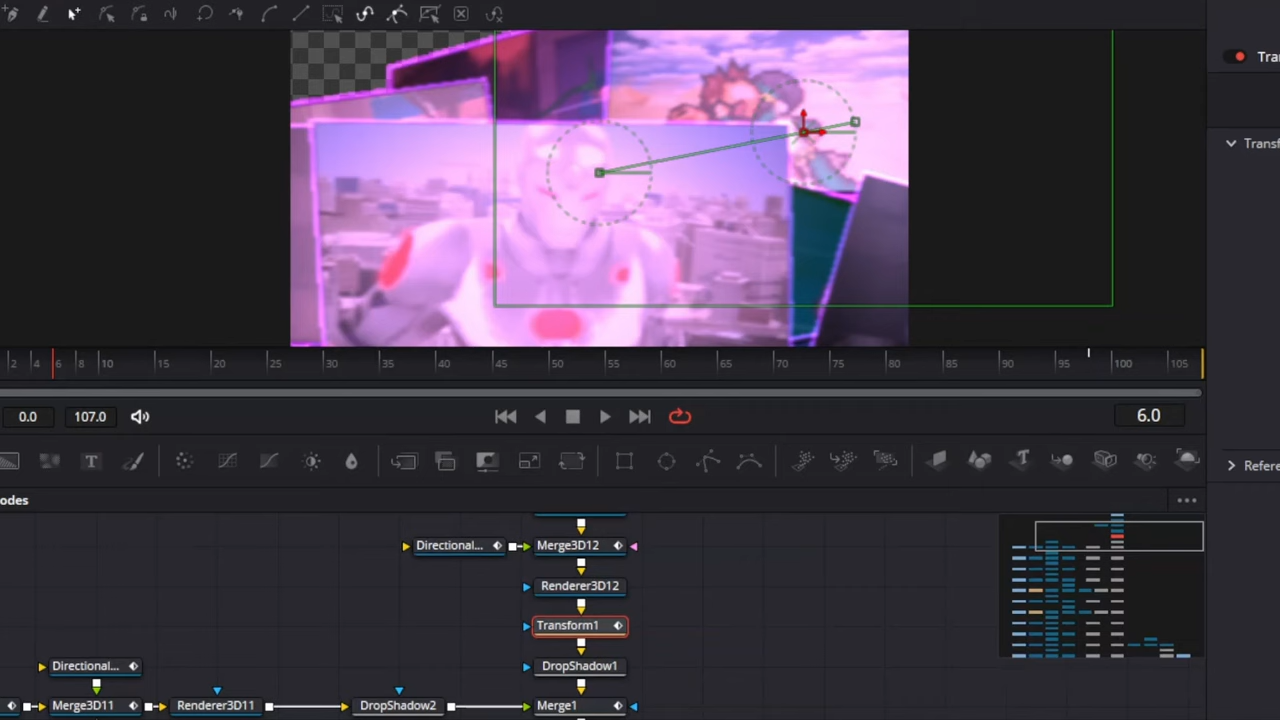 Tran
Transf
2 4 6 8 10 15 20 25 30 35 40 45 50 55 60 65 70 75 80 85 90 95 100 105
0.0 107.0 6.0
T T
Refere
odes
Directional... Merge3D12
Renderer3D12
Transform1
Directional... DropShadow1
Merge3D11 Renderer3D11 DropShadow2 Merge1